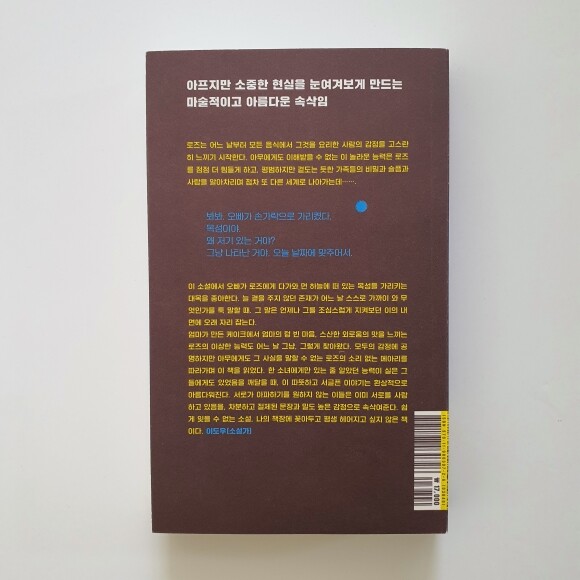 아프지만 소중한 현실을 눈여겨보게 만드는
마술적이고 아름다운 속삭임
로즈는 어느 날부터 모든 음식에서 그것을 요리한 사람의 감정을 고스란
히 느끼기 시작한다. 아무에게도 이해받을 수 없는 이 놀라운 능력은 로즈
를 점점 더 힘들게 하고, 평범하지만 겉도는 듯한 가족들의 비밀과 슬픔과
사랑을 알아차리며 점차 또 다른 세계로 나아가는데…….
봐봐. 오빠가 손가락으로 가리켰다.
목성이야.
왜 저기 있는 거야?
그냥 나타난 거야. 오늘 날짜에 맞추어서.
이 소설에서 오빠가 로즈에게 다가와 먼 하늘에 떠 있는 목성을 가리키는
대목을 좋아한다. 늘 곁을 주지 않던 존재가 어느 날 스스로 가까이 와 무
엇인가를 툭 말할 때, 그 말은 언제나 그를 조심스럽게 지켜보던 이의 내
면에 오래 자리 잡는다.
엄마가 만든 케이크에서 엄마의 텅 빈 마음, 스산한 외로움의 맛을 느끼는
로즈의 이상한 능력도 어느 날 그냥, 그렇게 찾아왔다. 모두의 감정에 공
명하지만 아무에게도 그 사실을 말할 수 없는 로즈의 소리 없는 메아리를
따라가며 이 책을 읽었다. 한 소녀에게만 있는 줄 알았던 능력이 실은 그
들에게도 있었음을 깨달을 때, 이 따뜻하고 서글픈 이야기는 환상적으로
아름다워진다. 서로가 아파하기를 원하지 않는 이들은 이미 서로를 사랑
하고 있음을, 차분하고 절제된 문장과 밀도 높은 감정으로 속삭여준다. 쉽
게 잊을 수 없는 소설. 나의 책장에 꽂아두고 평생 헤어지고 싶지 않은 책
이다. 이도우(소설가)
₩ 17,000